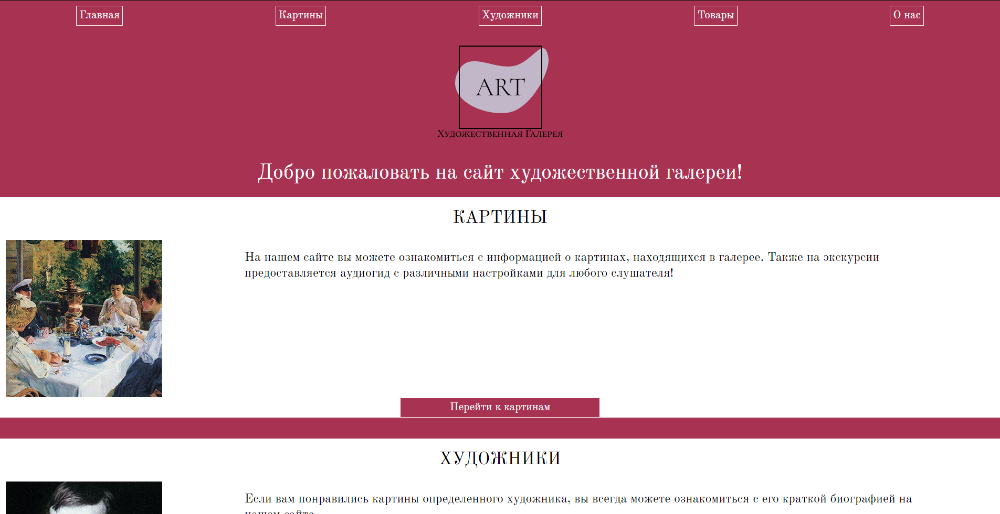 Главная
Картины
Художники
Товары
О нас
ART
Художественная Галерея
Добро пожаловать на сайт художественной галереи!
КАРТИНЫ
На нашем сайте вы можете ознакомиться с информацией о картинах, находящихся в галерее. Также на экскурсии
предоставляется аудиогид с различными настройками для любого слушателя!
Перейти к картинам
ХУДОЖНИКИ
Если вам понравились картины определенного художника, вы всегда можете ознакомиться с его краткой биографией на
нашем сайте.